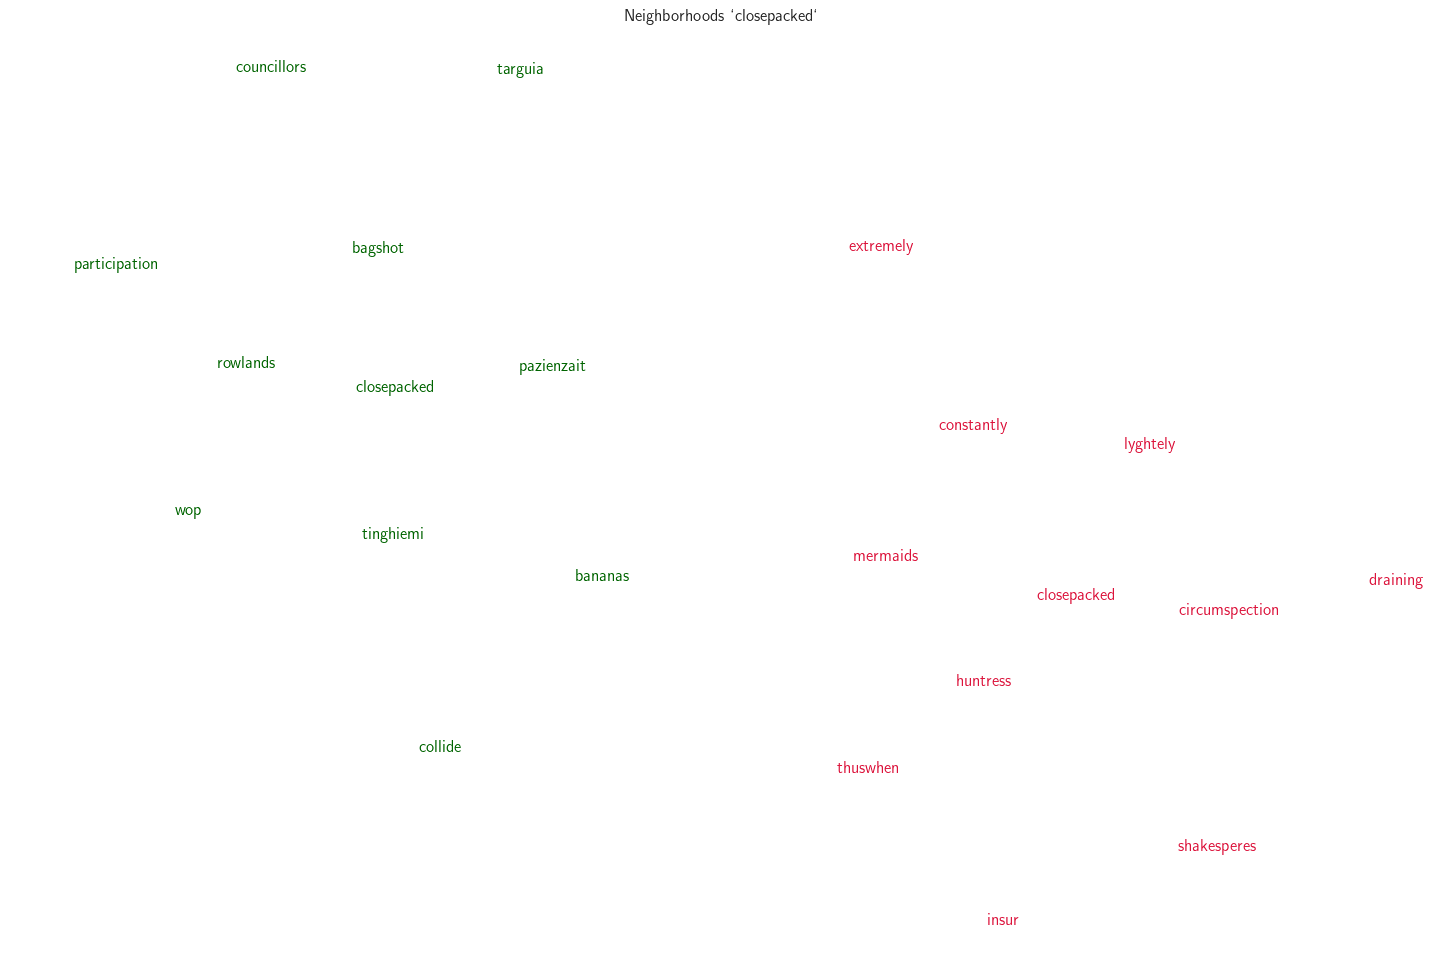 Neighborhoods ‘closepacked‘
councillors
targuia
extremely
bagshot
participation
rowlands
pazienzait
closepacked
constantly
lyghtely
wop
tinghiemi
mermaids
bananas
draining
closepacked
circumspection
huntress
collide
thuswhen
shakesperes
insur